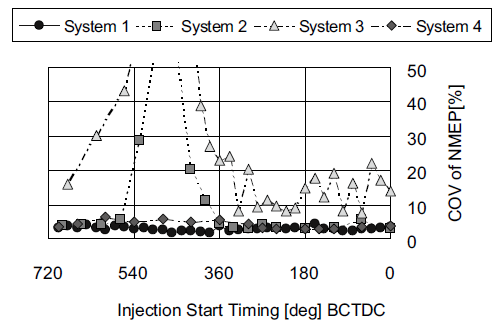 System 1 System 2 System 3 System 4
50
40
30
20
10
0
COV of NMEP[%]
720 540 360 180 0
Injection Start Timing [deg] BCTDC